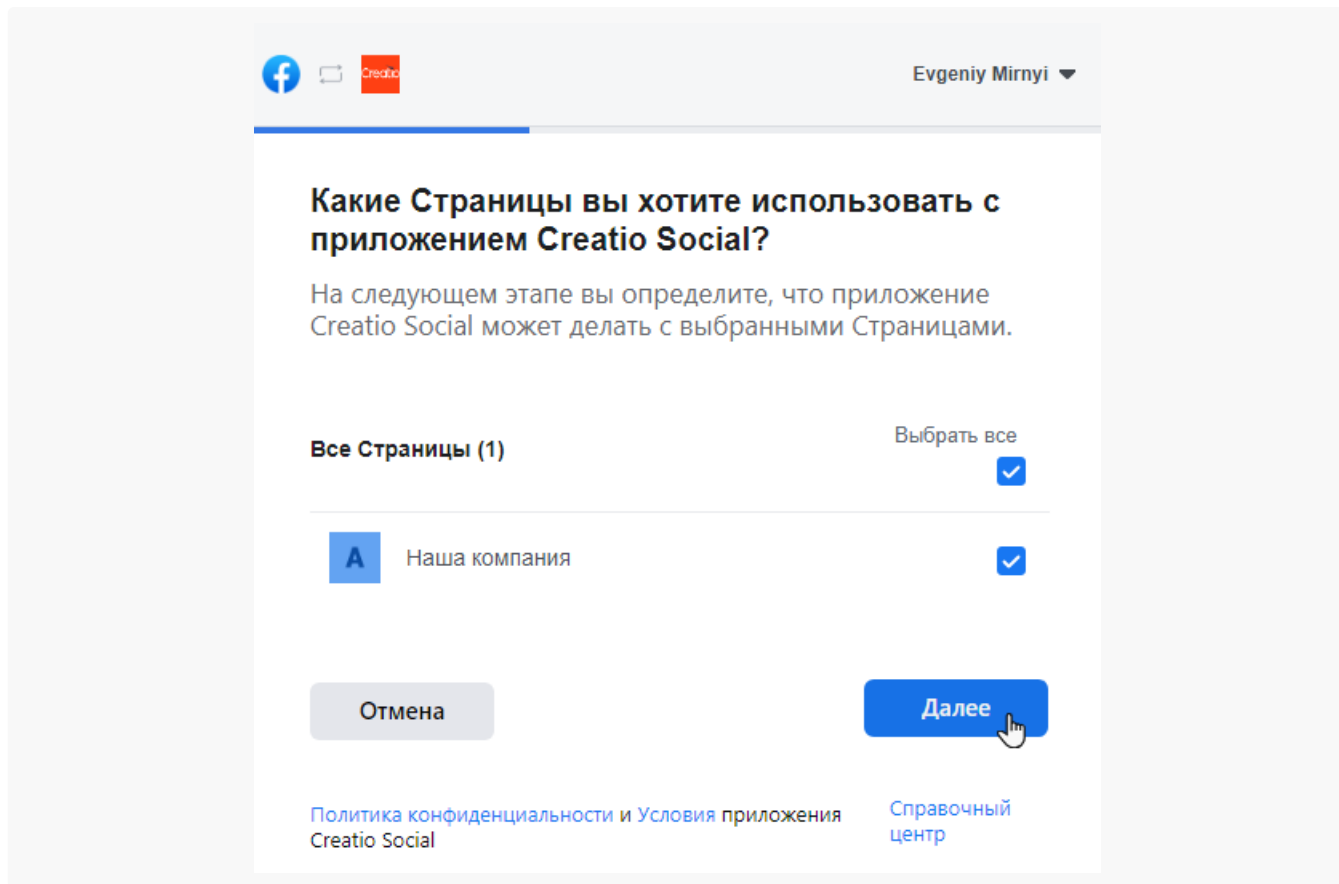 Creatio
Evgeniy Mirnyi
Какие Страницы вы хотите использовать с
приложением Creatio Social?
На следующем этапе вы определите, что приложение
Creatio Social может делать с выбранными Страницами.
Выбрать все
Все Страницы (1)
A
Наша компания
Отмена
Далее
Политика конфиденциальности и Условия приложения
Creatio Social
Справочный
центр